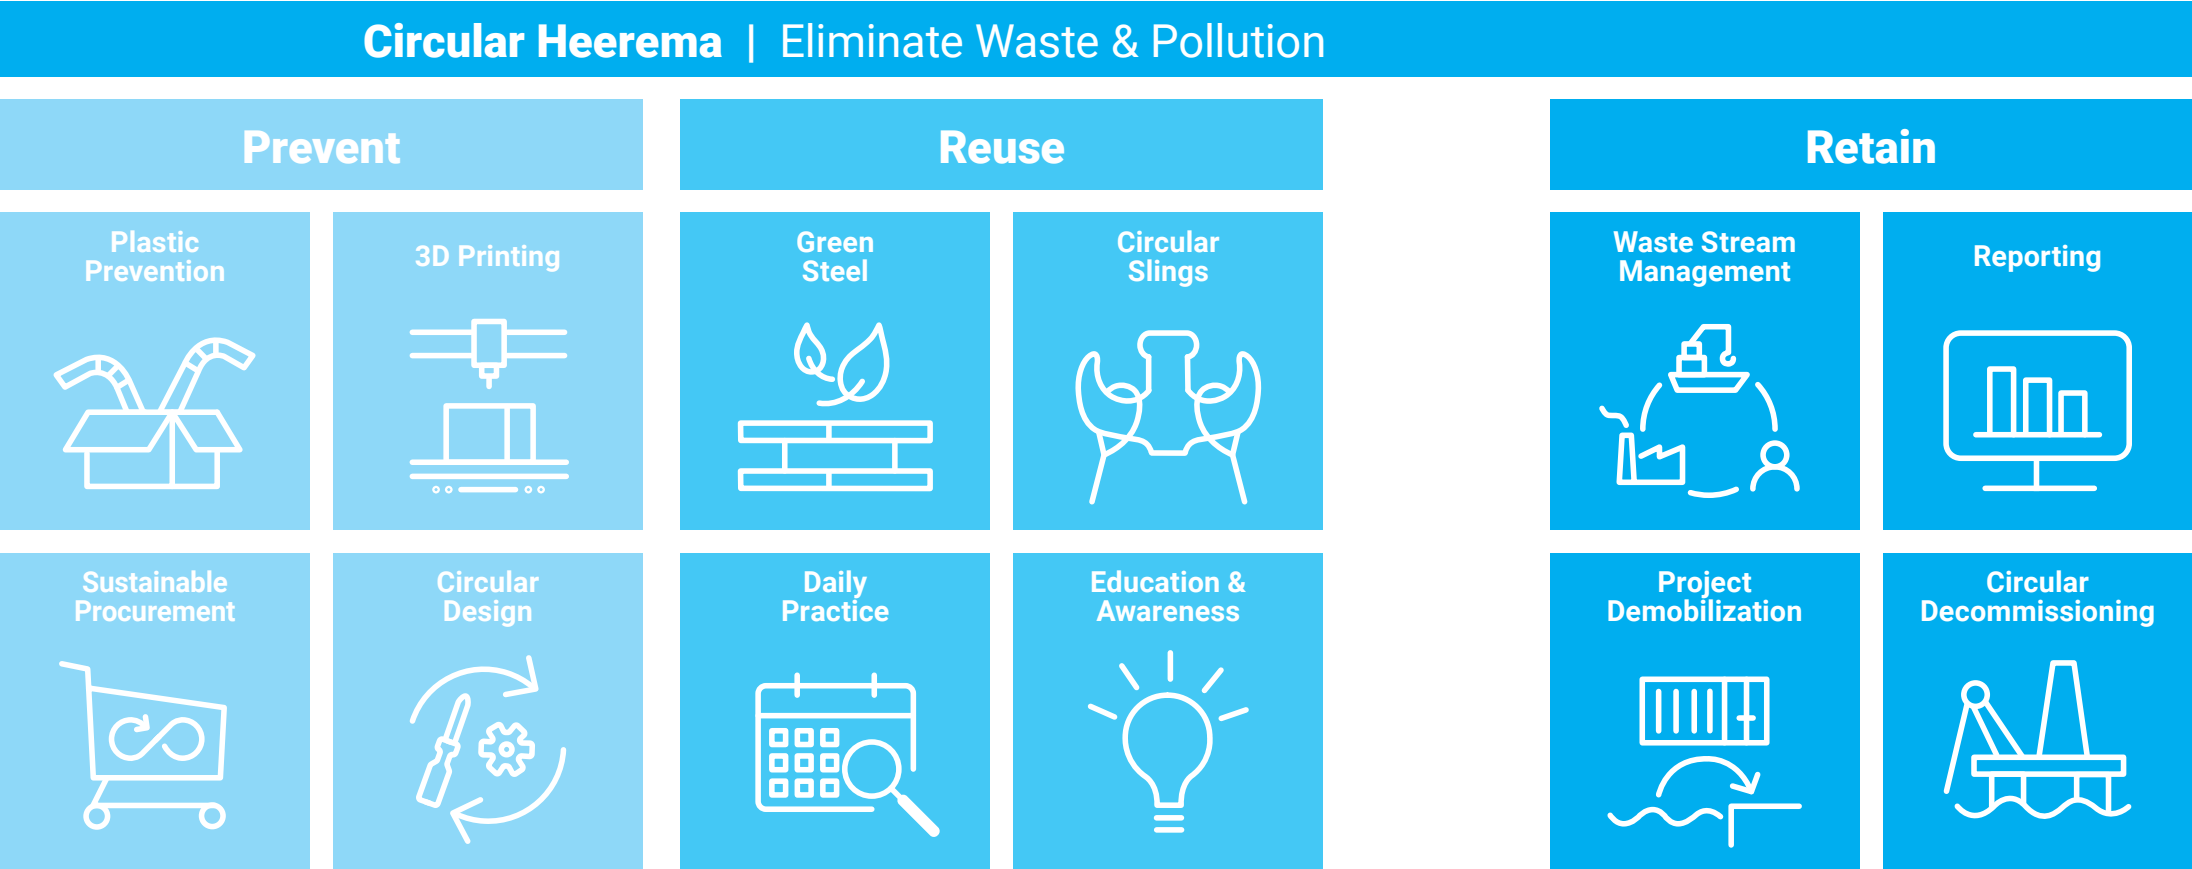 Circular Heerema | Eliminate Waste & Pollution
Prevent
Plastic
Prevention
3D Printing
Sustainable
Procurement
Circular
Design
Reuse
Green
Steel
Circular
Slings
Daily
Practice
Education &
Awareness
Retain
Waste Stream
Management
Reporting
Project
Demobilization
Circular
Decommissioning